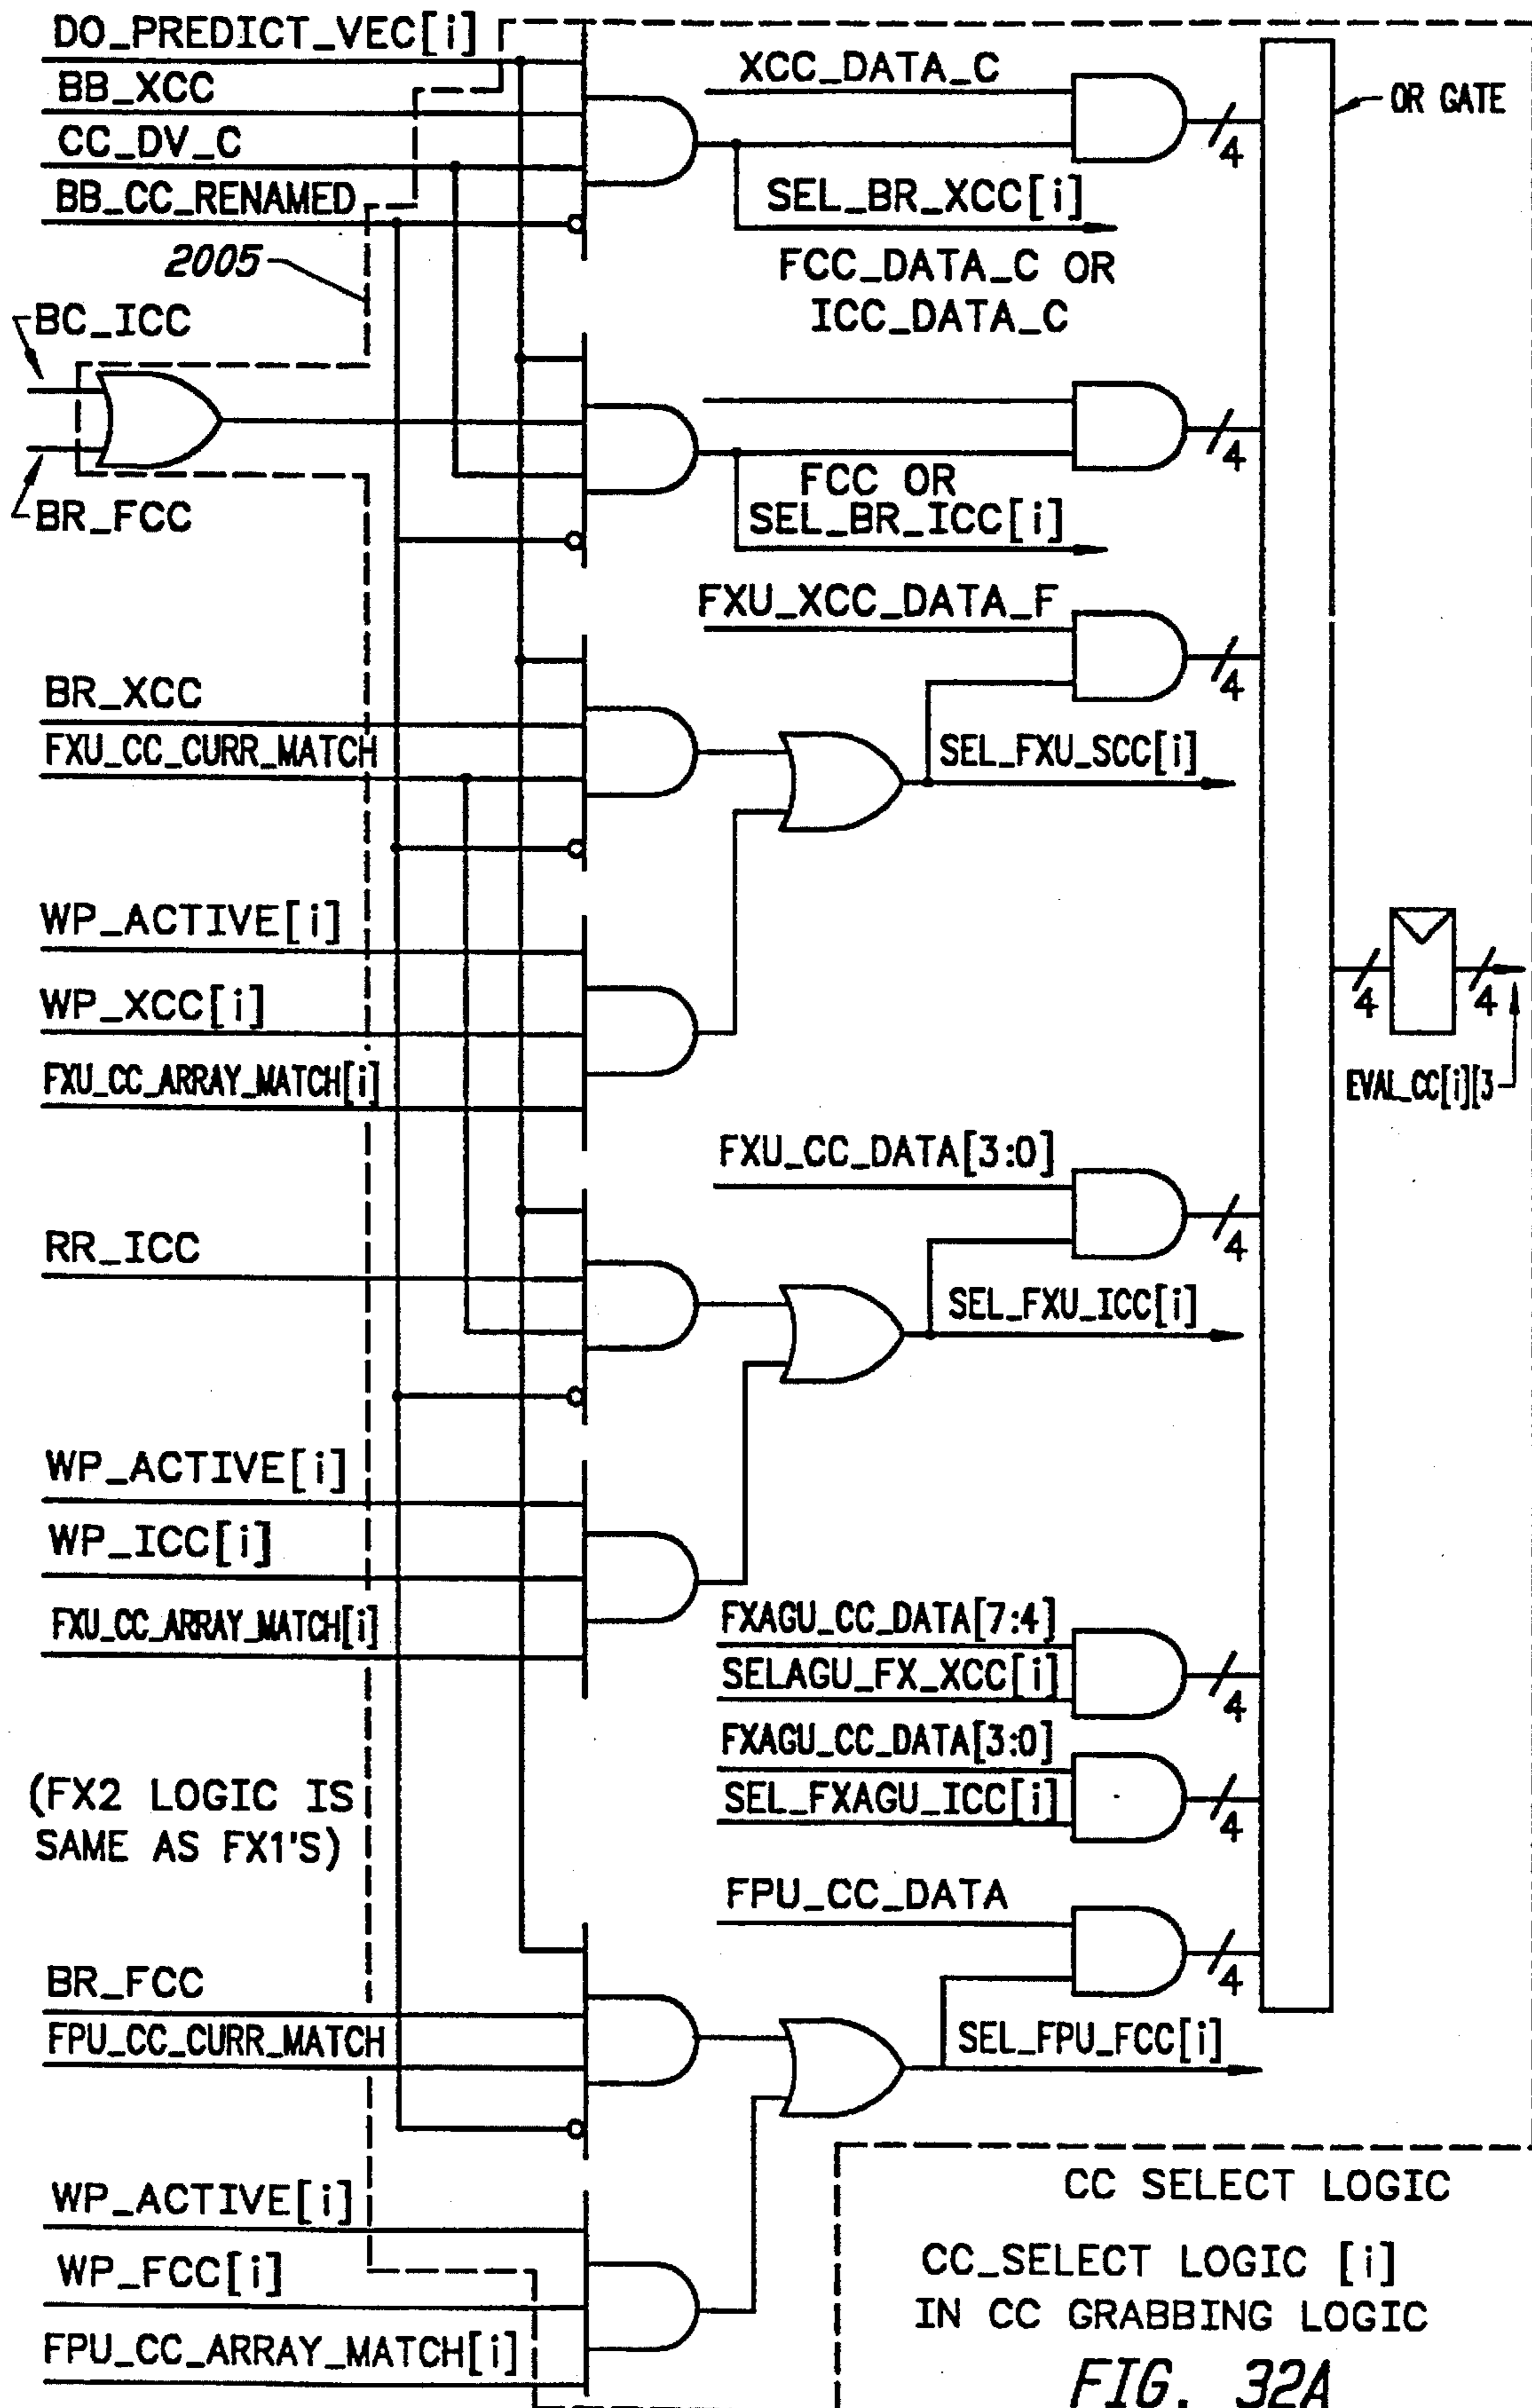 DO_PREDICT_VEC[i]
BB_XCC
CC_DV_C
BB_CC_RENAMED
2005
BC_ICC
BR_FCC
XCC_DATA_C
4
OR GATE
SEL_BR_XCC[i]
FCC_DATA_C OR
ICC_DATA_C
4
FCC OR
SEL_BR_ICC[i]
FXU_XCC_DATA_F
4
BR_XCC
FXU_CC_CURR_MATCH
SEL_FXU_SCC[i]
WP_ACTIVE[i]
WP_XCC[i]
FXU_CC_ARRAY_MATCH[i]
4
4
EVAL_CC[i][3
FXU_CC_DATA[3:0]
4
RR_ICC
SEL_FXU_ICC[i]
WP_ACTIVE[i]
WP_ICC[i]
FXU_CC_ARRAY_MATCH[i]
FXAGU_CC_DATA[7:4]
SELAGU_FX_XCC[i]
4
FXAGU_CC_DATA[3:0]
SEL_FXAGU_ICC[i]
4
(FX2 LOGIC IS
SAME AS FX1'S)
FPU_CC_DATA
4
BR_FCC
FPU_CC_CURR_MATCH
SEL_FPU_FCC[i]
WP_ACTIVE[i]
WP_FCC[i]
FPU_CC_ARRAY_MATCH[i]
CC SELECT LOGIC
CC_SELECT LOGIC [i]
IN CC GRABBING LOGIC
FIG. 32A